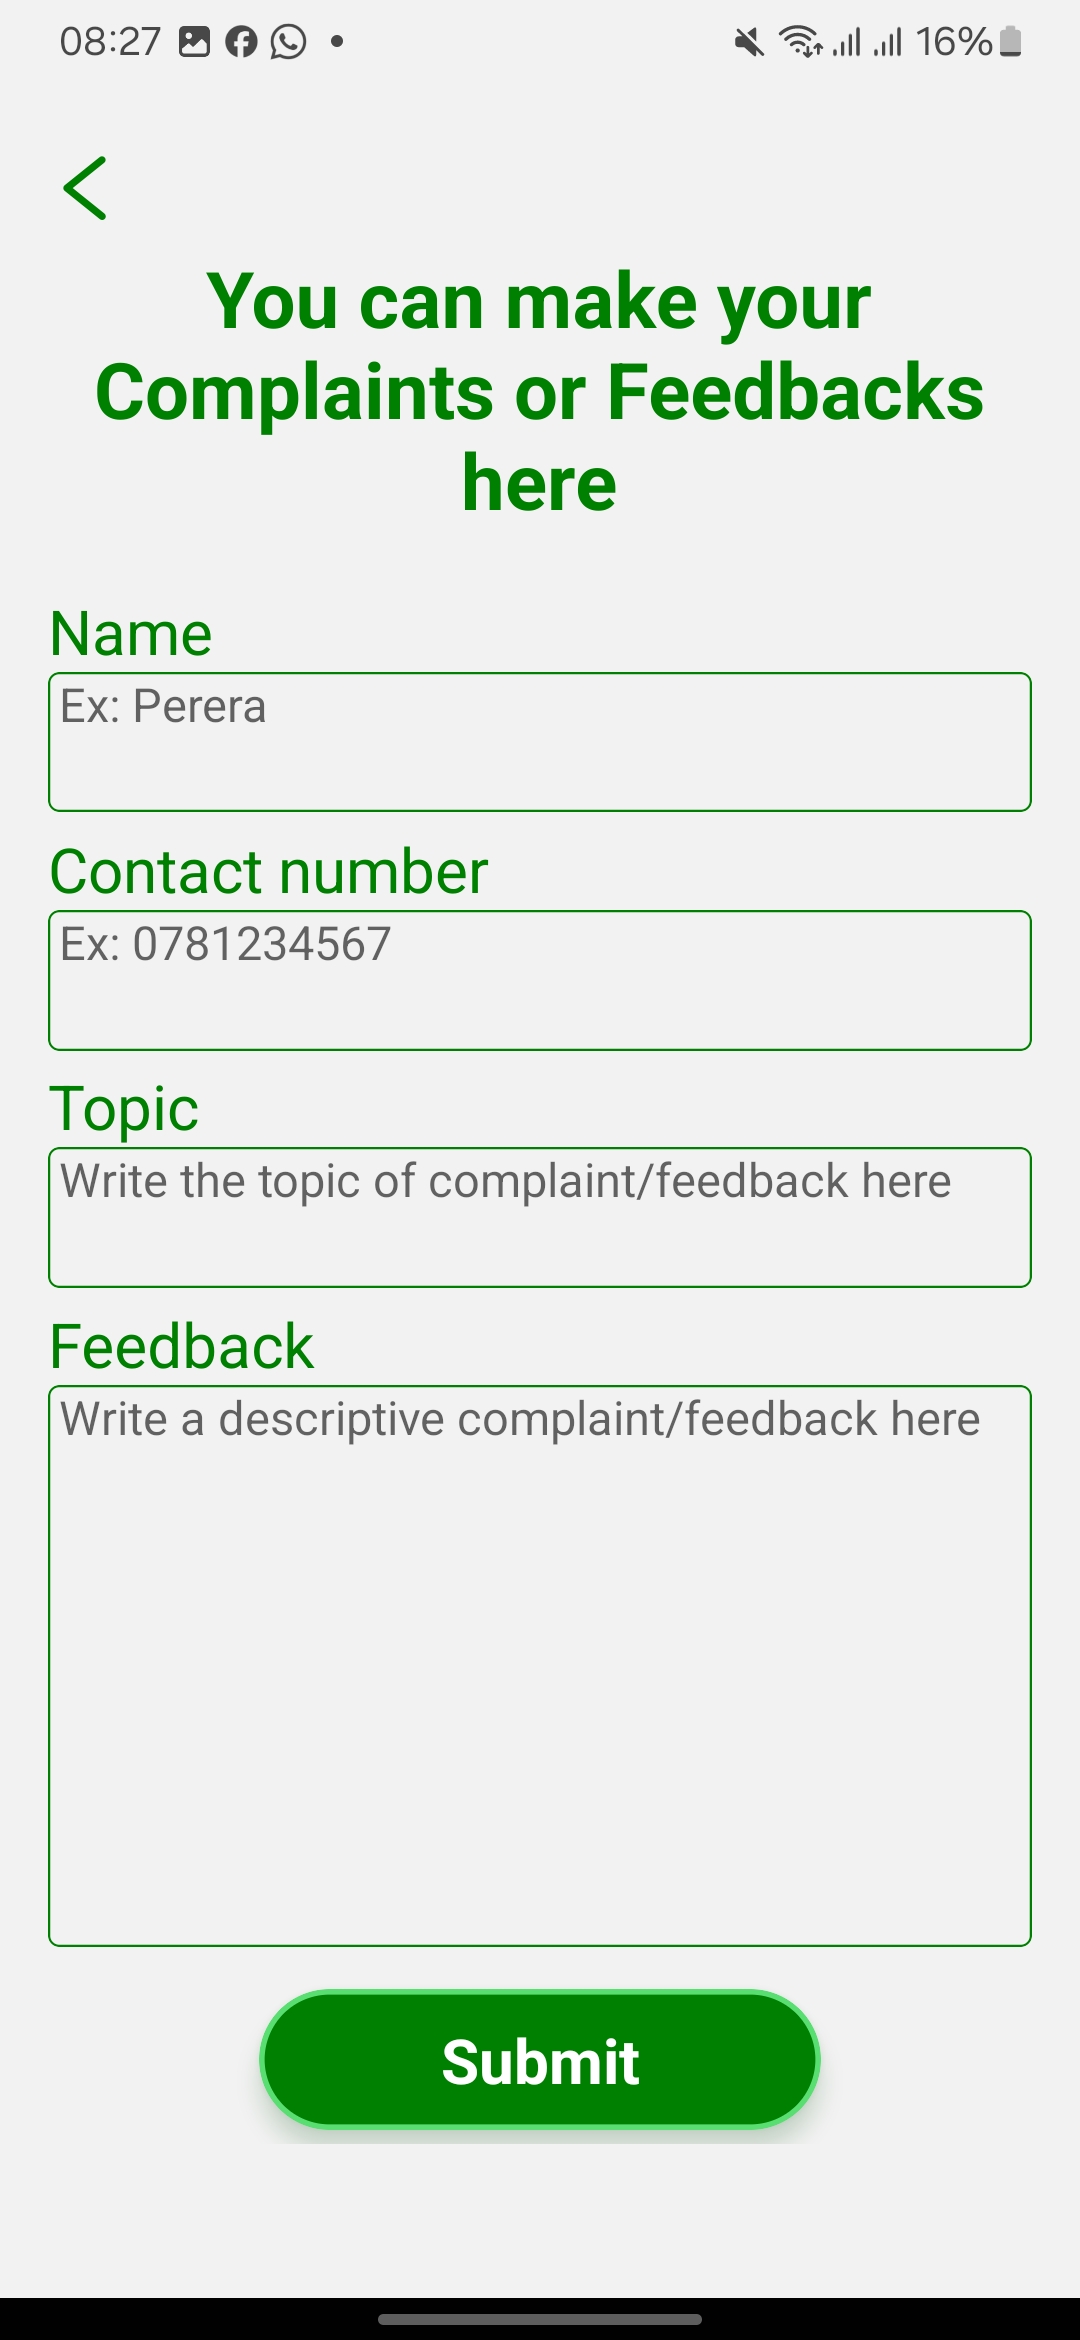 08:27 16%
You can make your
Complaints or Feedbacks
here
Name
Ex: Perera
Contact number
Ex: 0781234567
Topic
Write the topic of complaint/feedback here
Feedback
Write a descriptive complaint/feedback here
Submit